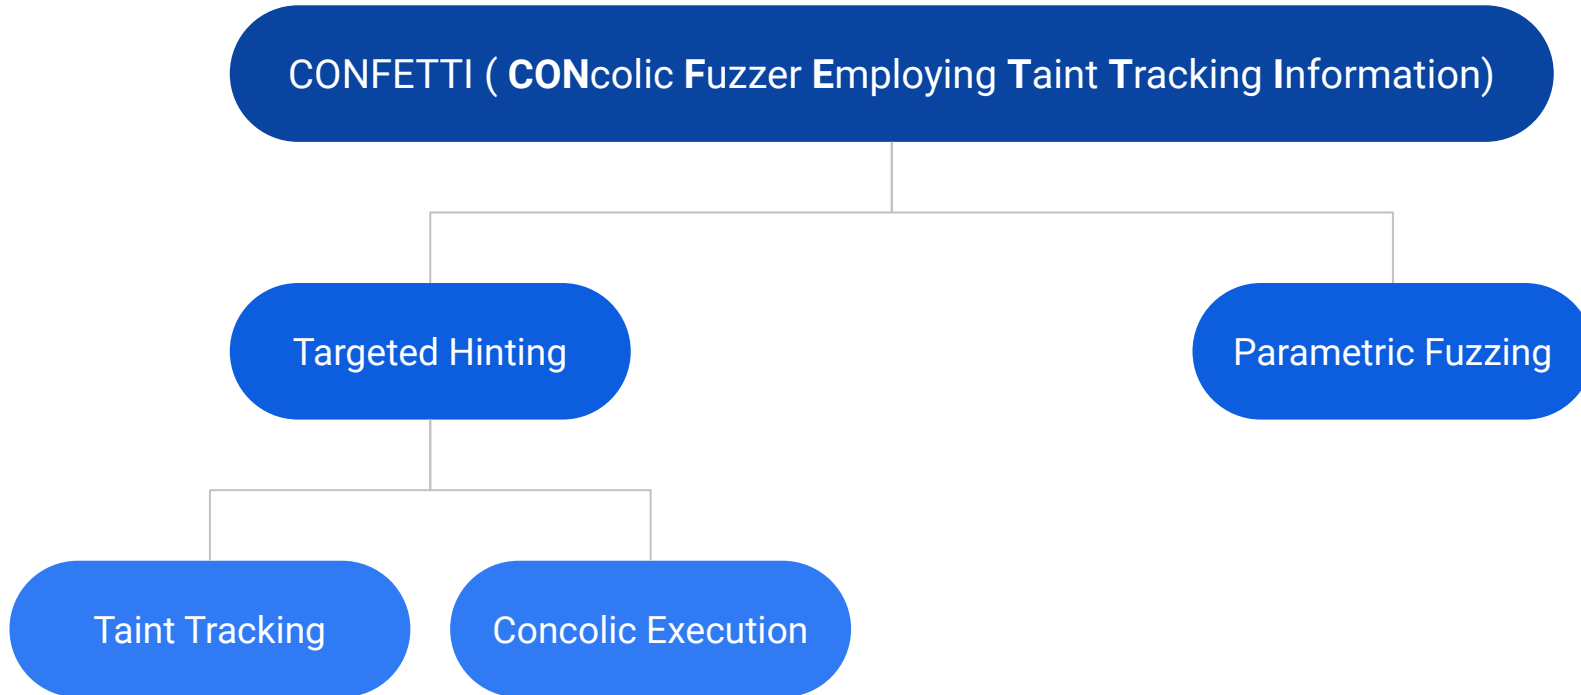 CONFETTI ( CONcolic Fuzzer Employing Taint Tracking Information)
Targeted Hinting
Parametric Fuzzing
Taint Tracking
Concolic Execution